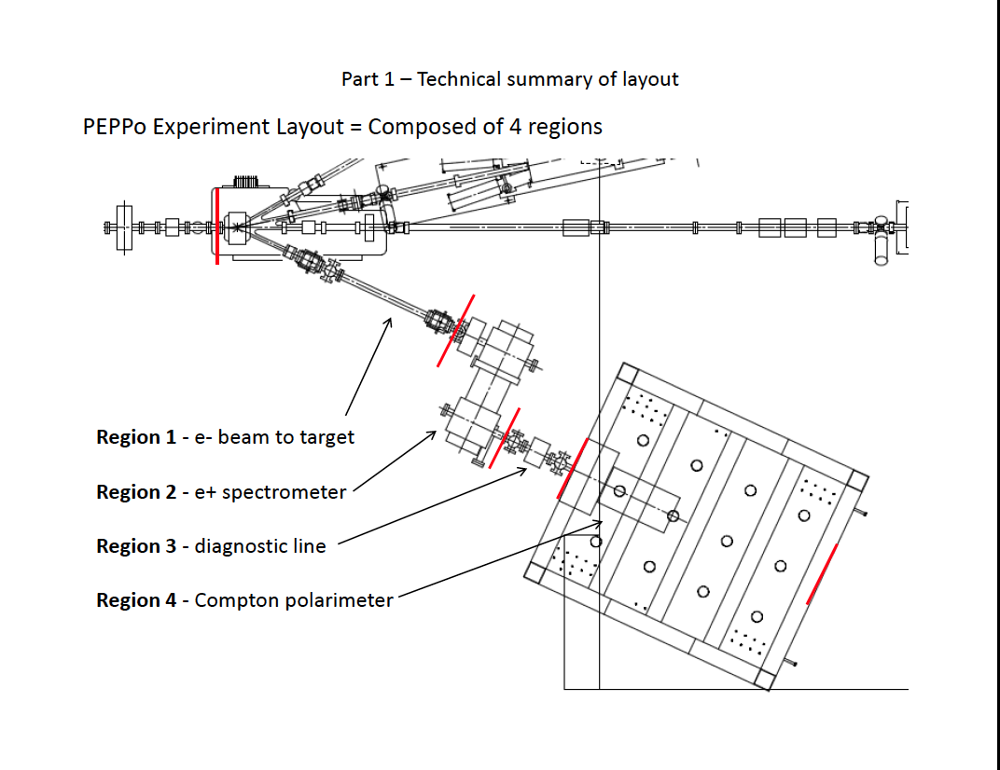 Part 1 – Technical summary of layout
PEPPo Experiment Layout = Composed of 4 regions
Region 1 - e- beam to target
Region 2 - e+ spectrometer
Region 3 - diagnostic line
Region 4 - Compton polarimeter